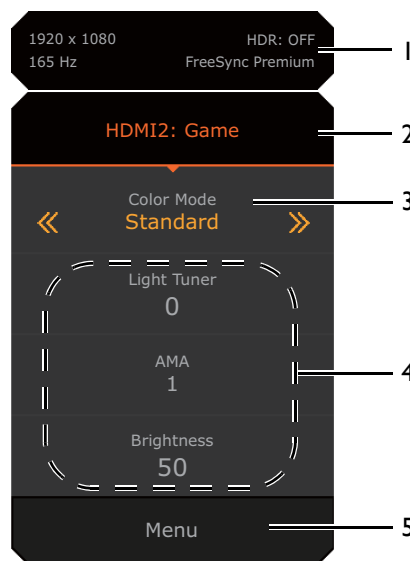 1920 x 1080 HDR: OFF
165 Hz FreeSync Premium
1
HDMI2: Game
2
Color Mode
3
Standard
Light Tuner
0
AMA
1
4
Brightness
50
Menu
5